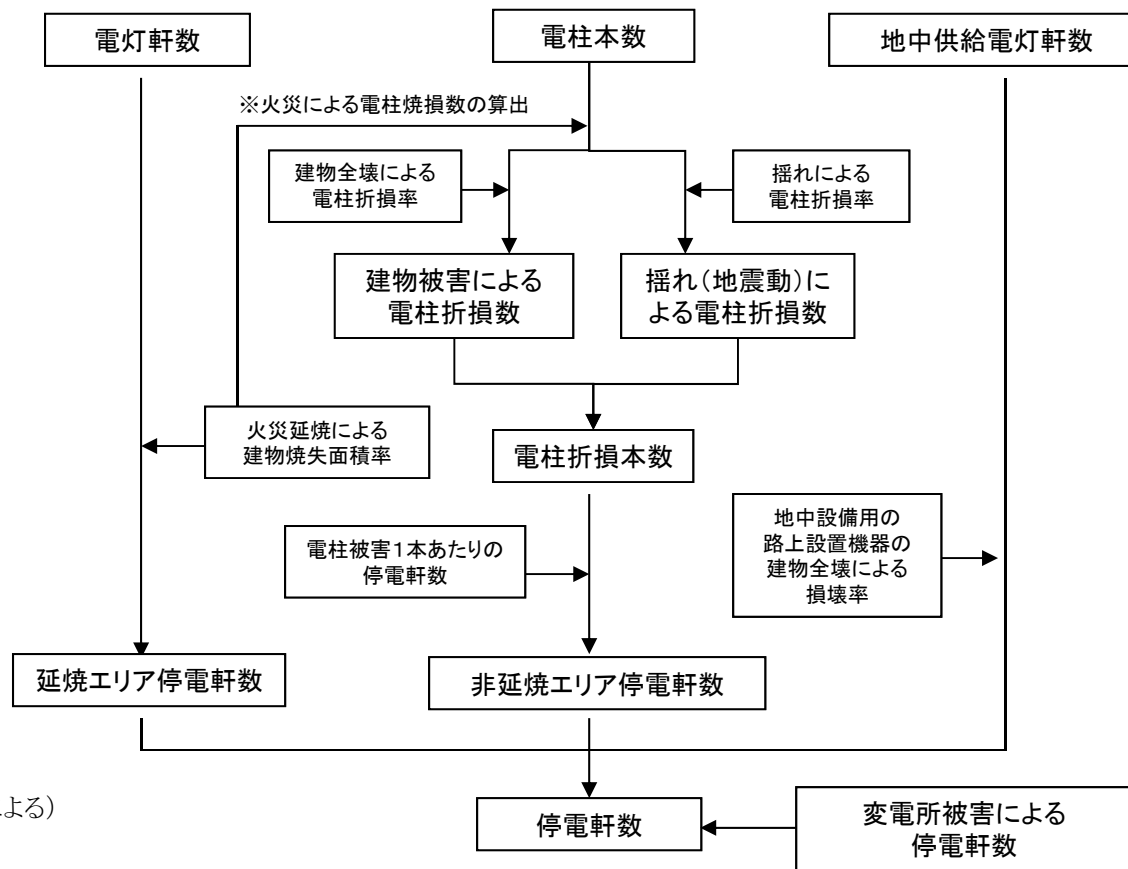 電灯軒数
電柱本数
地中供給電灯軒数
※火災による電柱焼損数の算出
建物全壊による
電柱折損率
揺れによる
電柱折損率
建物被害による
電柱折損数
揺れ（地震動）に
よる電柱折損数
火災延焼による
建物焼失面積率
電柱折損本数
電柱被害１本あたりの
停電軒数
地中設備用の
路上設置機器の
建物全壊による
損壊率
延焼エリア停電軒数
非延焼エリア停電軒数
よる）
停電軒数
変電所被害による
停電軒数